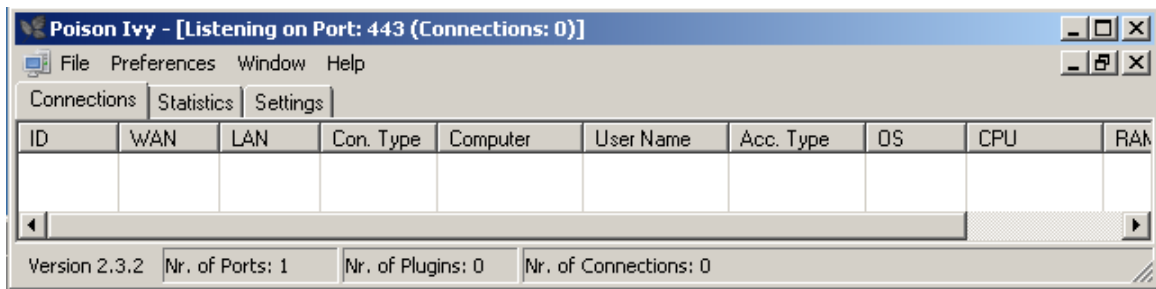 Poison Ivy - [Listening on Port: 443 (Connections: 0)]
File Preferences Window Help
Connections Statistics Settings
ID WAN LAN Con. Type Computer User Name Acc. Type OS CPU RAM
Version 2.3.2 Nr. of Ports: 1 Nr. of Plugins: 0 Nr. of Connections: 0